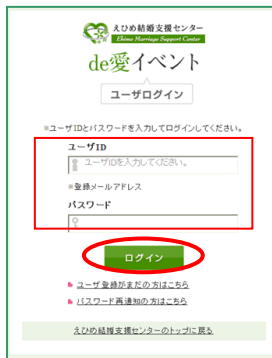 えひめ結婚支援センター
Ehime Marriage Support Center
de愛イベント
ユーザログイン
※ユーザIDとパスワードを入力してログインしてください。
ユーザID
ユーザIDを入力してください。
※登録メールアドレス
パスワード
ログイン
ユーザ登録がまだの方はこちら
パスワード再通知の方はこちら
えひめ結婚支援センターのトップに戻る